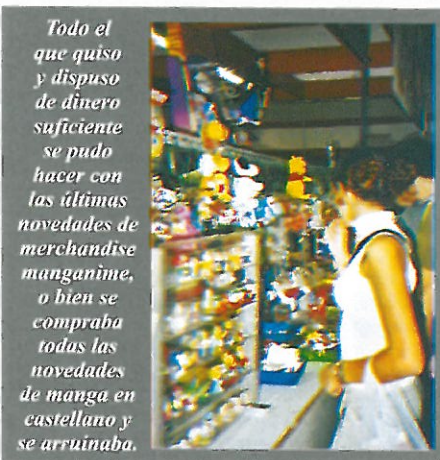 Todo el
que quiso
y dispuso
de dinero
suficiente
se pudo
hacer con
las últimas
novedades de
merchandise
manganime,
o bien se
compraba
todas las
novedades
de manga en
castellano y
se arruinaba.